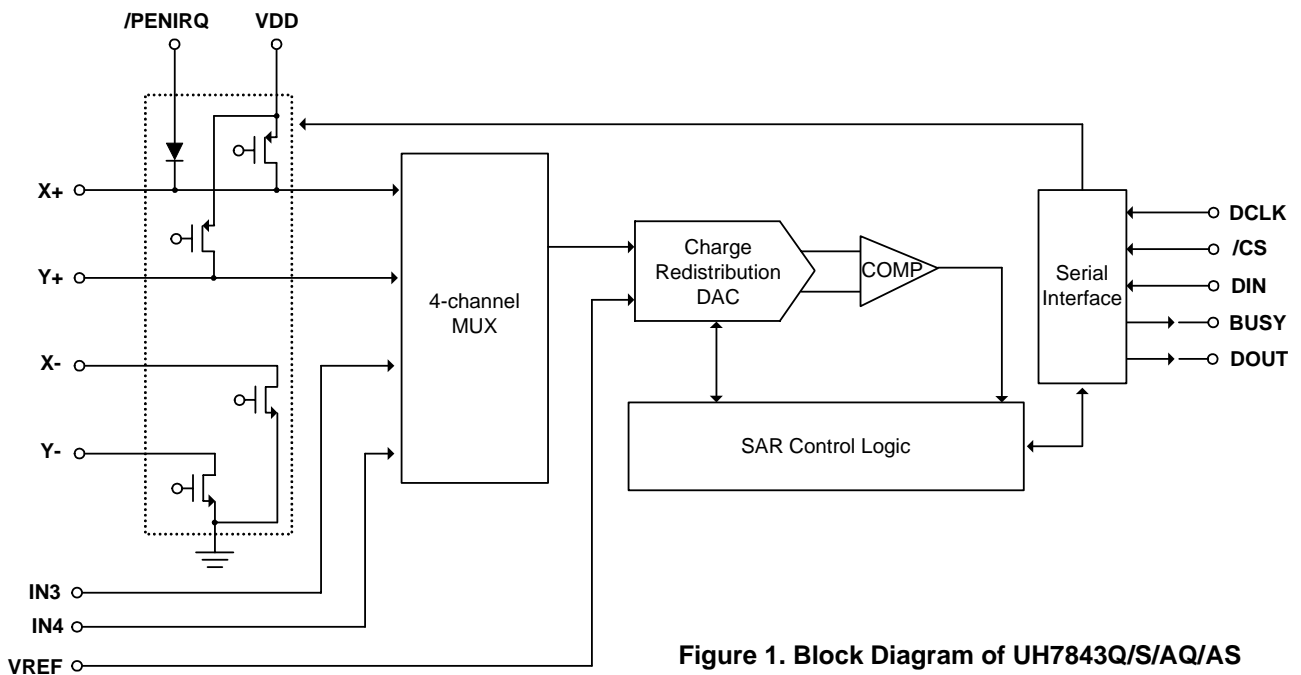 /PENIRQ
VDD
X+
Y+
X-
Y-
IN3
IN4
VREF
4-channel
MUX
Charge
Redistribution
DAC
COMP
SAR Control Logic
Serial
Interface
DCLK
/CS
DIN
BUSY
DOUT
Figure 1. Block Diagram of UH7843Q/S/AQ/AS